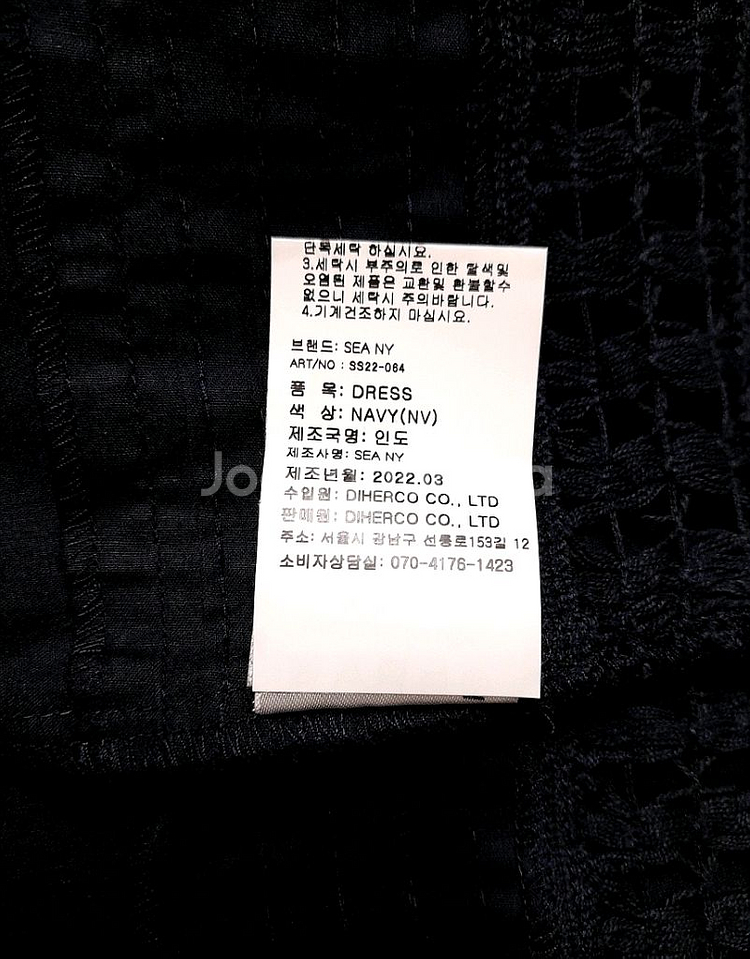 단독세탁 하십시요.
3.세탁시 부주의로 인한 탈색및
오염된 제품은 교환및 환불할수
없으니 세탁시 주의바랍니다.
4.기계건조하지 마십시요.
브랜드: SEA NY
ART/NO : SS22-064
품 목: DRESS
색 상: NAVY(NV)
제조국명: 인도
제조사명: SEA NY
제조년월: 2022.03
수입원: DIHERCO CO., LTD
판매원: DIHERCO CO., LTD
주소: 서울시 강남구 선릉로153길 12
소비자상담실: 070-4176-1423